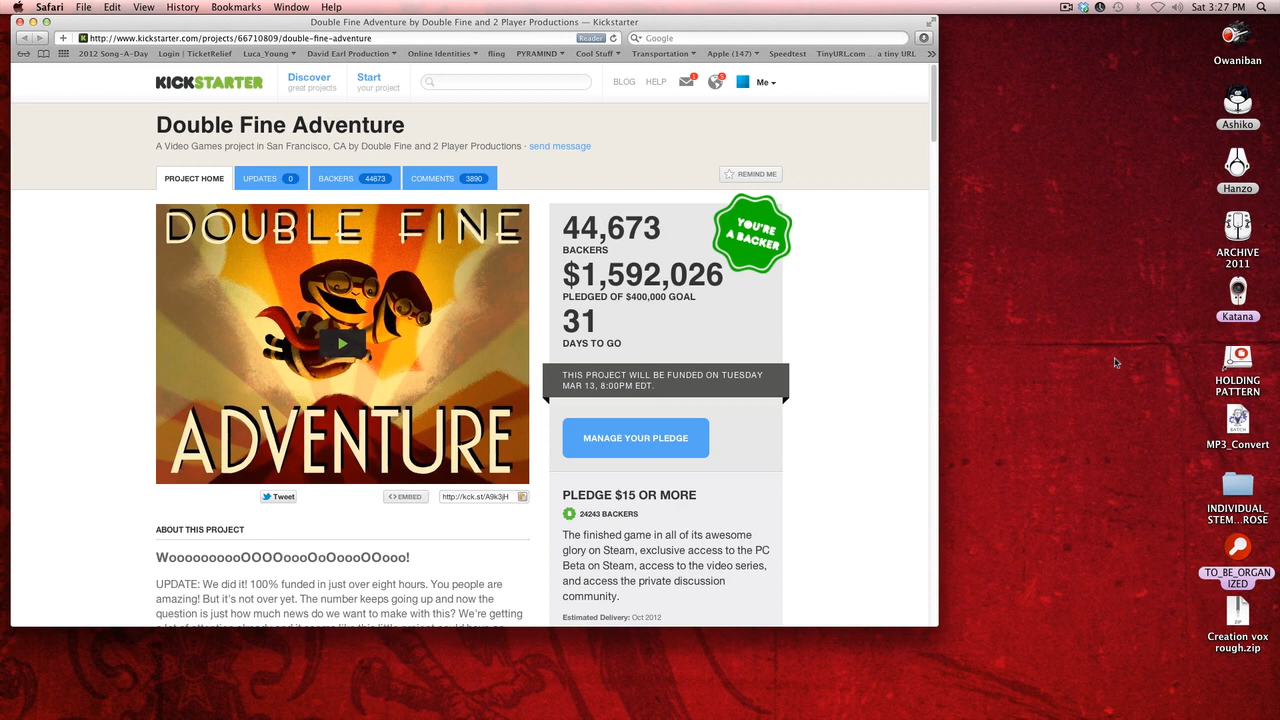 Safari File Edit View History Bookmarks Window Help
Sat 3:27 PM
Double Fine Adventure by Double Fine and 2 Player Productions — Kickstarter
http://www.kickstarter.com/projects/66710809/double-fine-adventure
Reader
Google
2012 Song-A-Day Login | TicketRelief Luca_Young David Earl Production Online Identities fling PYRAMIND Cool Stuff Transportation Apple (147) Speedtest TinyURL.com... a tiny URL
KICKSTARTER
Discover
great projects
Start
your project
BLOG HELP
1
5
Me
Double Fine Adventure
A Video Games project in San Francisco, CA by Double Fine and 2 Player Productions · send message
PROJECT HOME UPDATES 0 BACKERS 44673 COMMENTS 3890
REMIND ME
DOUBLE FINE
ADVENTURE
Tweet
EMBED
http://kck.st/A9k3jH
ABOUT THIS PROJECT
WoooooooooOOOOoooOoOoooOOooo!
UPDATE: We did it! 100% funded in just over eight hours. You people are
amazing! But it's not over yet. The number keeps going up and now the
question is just how much news do we want to make with this? We're getting
44,673
BACKERS
$1,592,026
PLEDGED OF $400,000 GOAL
31
DAYS TO GO
YOU'RE
A BACKER
THIS PROJECT WILL BE FUNDED ON TUESDAY
MAR 13, 8:00PM EDT.
MANAGE YOUR PLEDGE
PLEDGE $15 OR MORE
24243 BACKERS
The finished game in all of its awesome
glory on Steam, exclusive access to the PC
Beta on Steam, access to the video series,
and access the private discussion
community.
Estimated Delivery: Oct 2012
Owaniban
Ashiko
Hanzo
ARCHIVE
2011
Katana
HOLDING
PATTERN
BATCH
MP3_Convert
INDIVIDUAL_
STEM...ROSE
TO_BE_ORGAN
IZED
ZIP
Creation vox
rough.zip